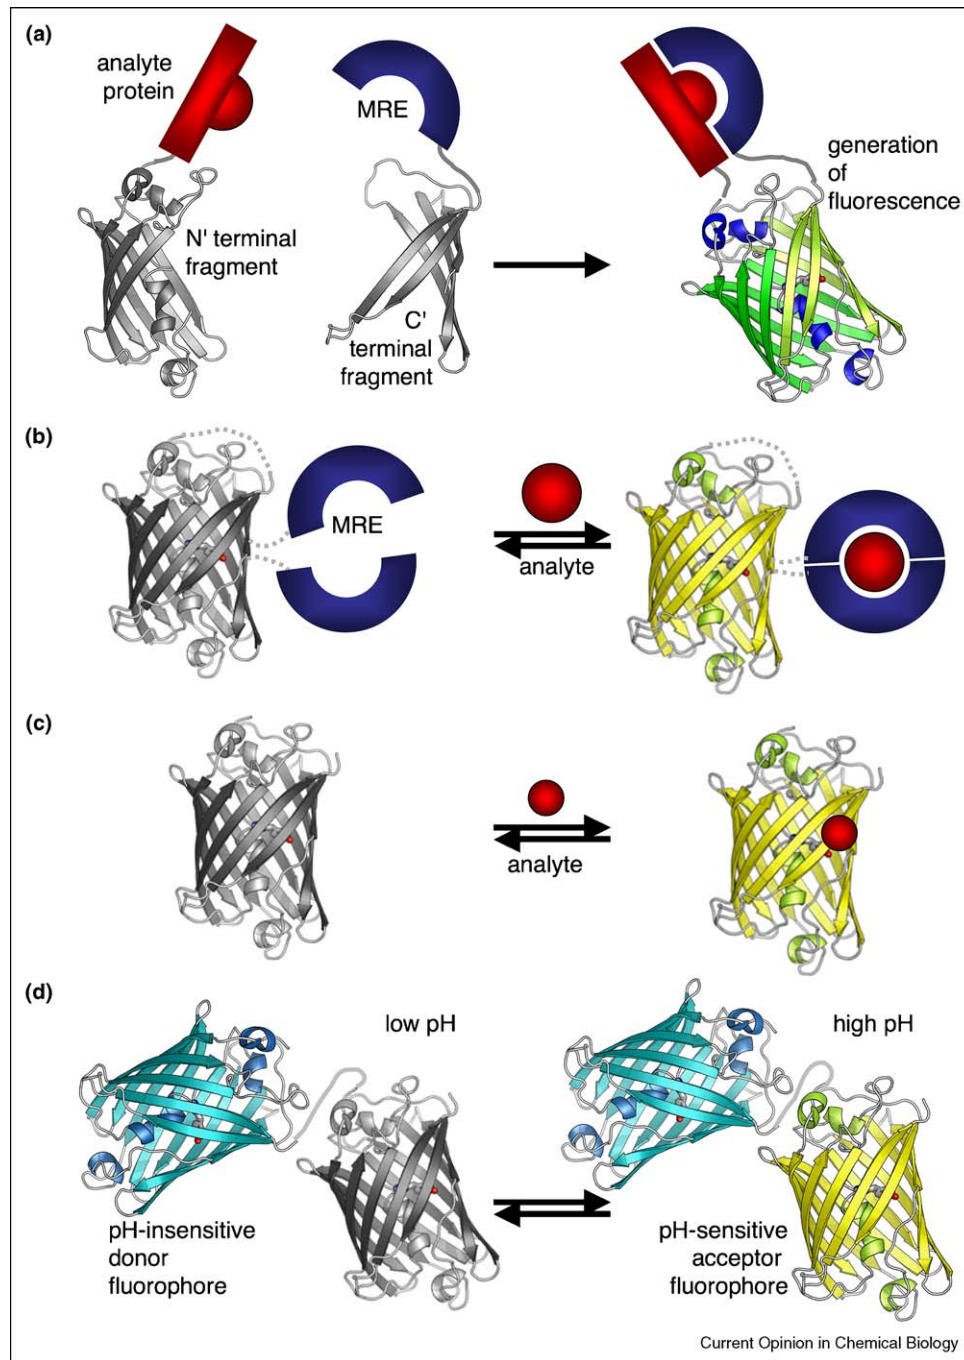 (a)
analyte
protein
MRE
generation
of
fluorescence
N' terminal
fragment
C'
terminal
fragment
(b)
MRE
analyte
(c)
analyte
(d)
low pH
high pH
pH-insensitive
donor
fluorophore
pH-sensitive
acceptor
fluorophore
Current Opinion in Chemical Biology